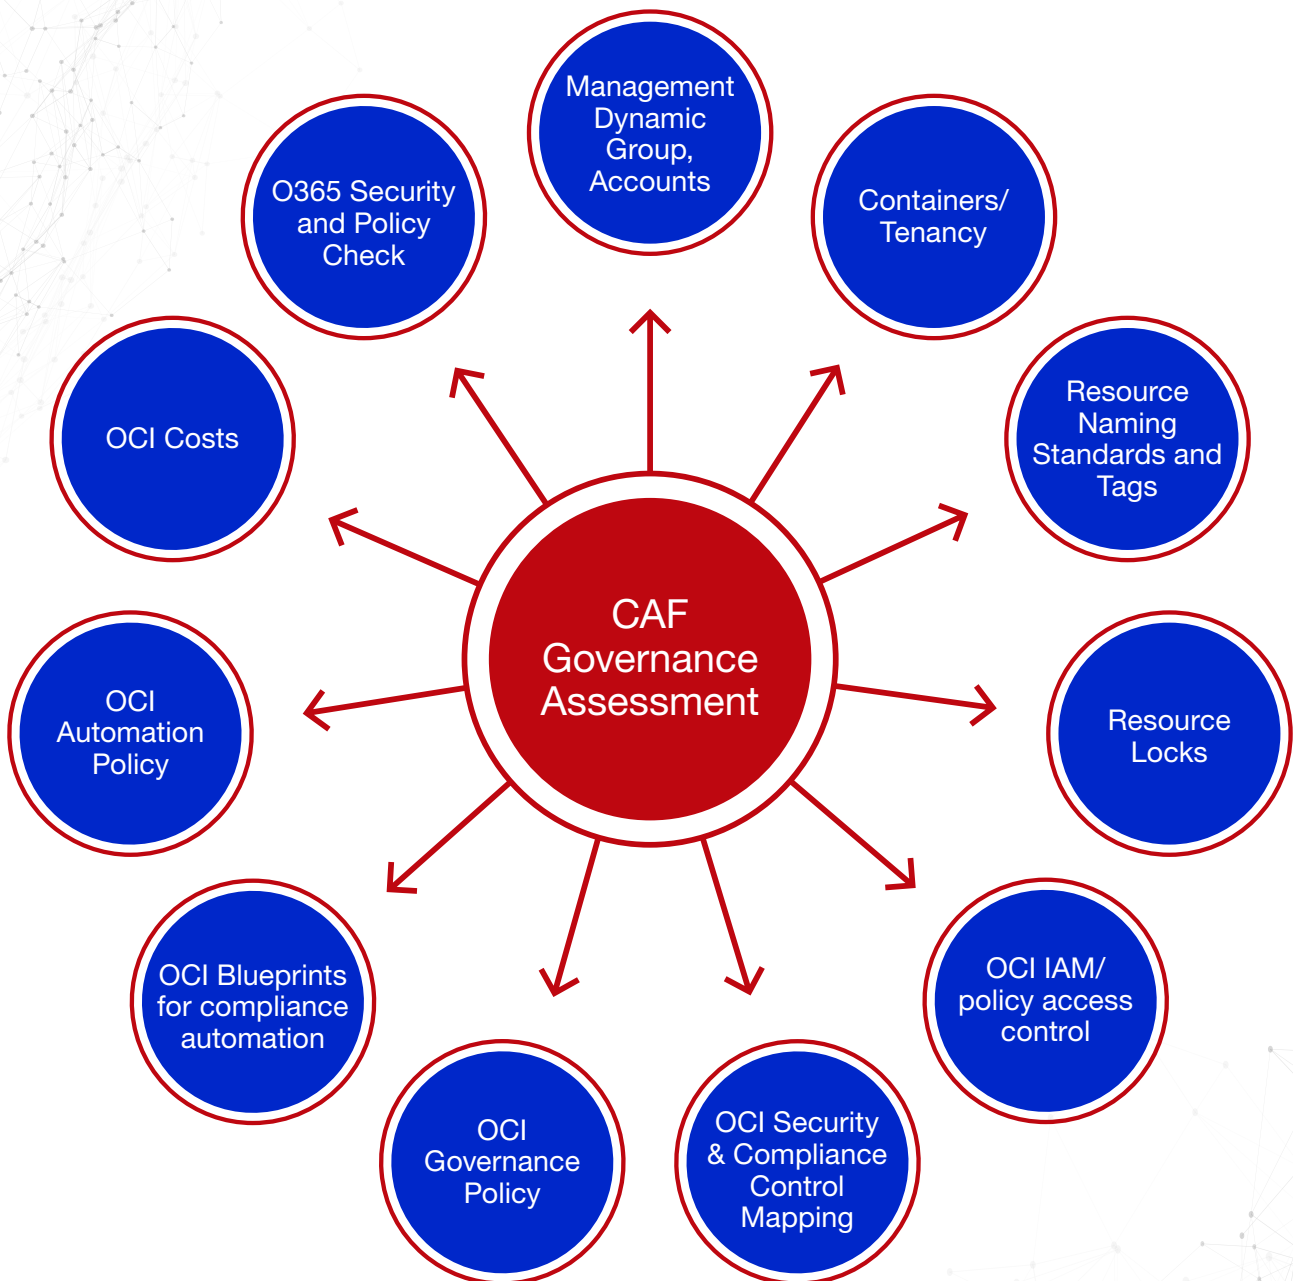 Management
Dynamic
Group,
Accounts
Containers/
Tenancy
Resource
Naming
Standards and
Tags
Resource
Locks
OCI IAM/
policy access
control
OCI Security
& Compliance
Control
Mapping
OCI
Governance
Policy
OCI Blueprints
for compliance
automation
OCI
Automation
Policy
OCI Costs
O365 Security
and Policy
Check
CAF
Governance
Assessment